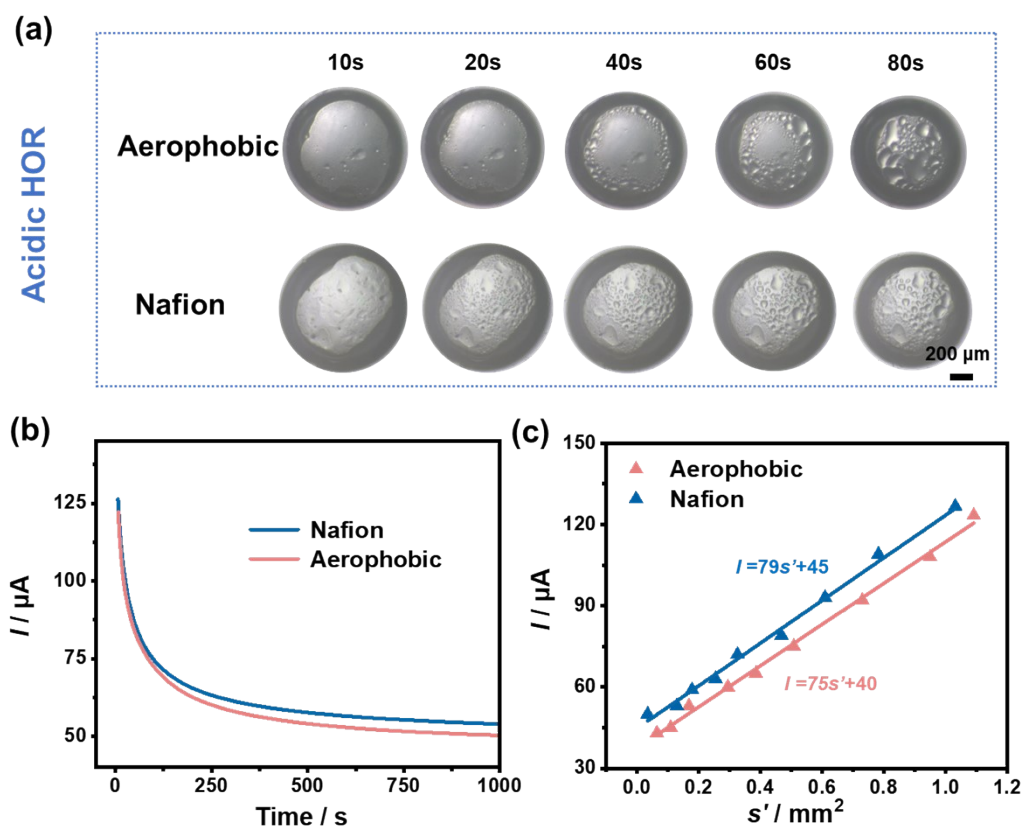 (a)
Acidic HOR
10s 20s 40s 60s 80s
Aerophobic
Nafion
200 µm
(b)
I / µA
125
100
75
50
Nafion
Aerophobic
0 250 500 750 1000
Time / s
(c)
I / µA
150
120
90
60
30
Aerophobic
Nafion
I =79s'+45
I =75s'+40
0.0 0.2 0.4 0.6 0.8 1.0 1.2
s' / mm²